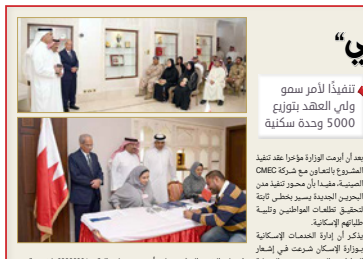 ي“
تنفيذًا لأمر سمو
ولي العهد بتوزيع
5000 وحدة سكنية
بعد أن أبرمت الوزارة مؤخرا عقد تنفيذ
المشروع بالتعاون مع شركة CMEC
الصينية، مفيدا بأن محور تنفيذ مدن
البحرين الجديدة يسير بخطى ثابتة
لتحقيق تطلعات المواطنين وتلبية
طلباتهم الإسكانية.
يذكر أن إدارة الخدمات الإسكانية
بوزارة الإسكان شرعت في إشعار